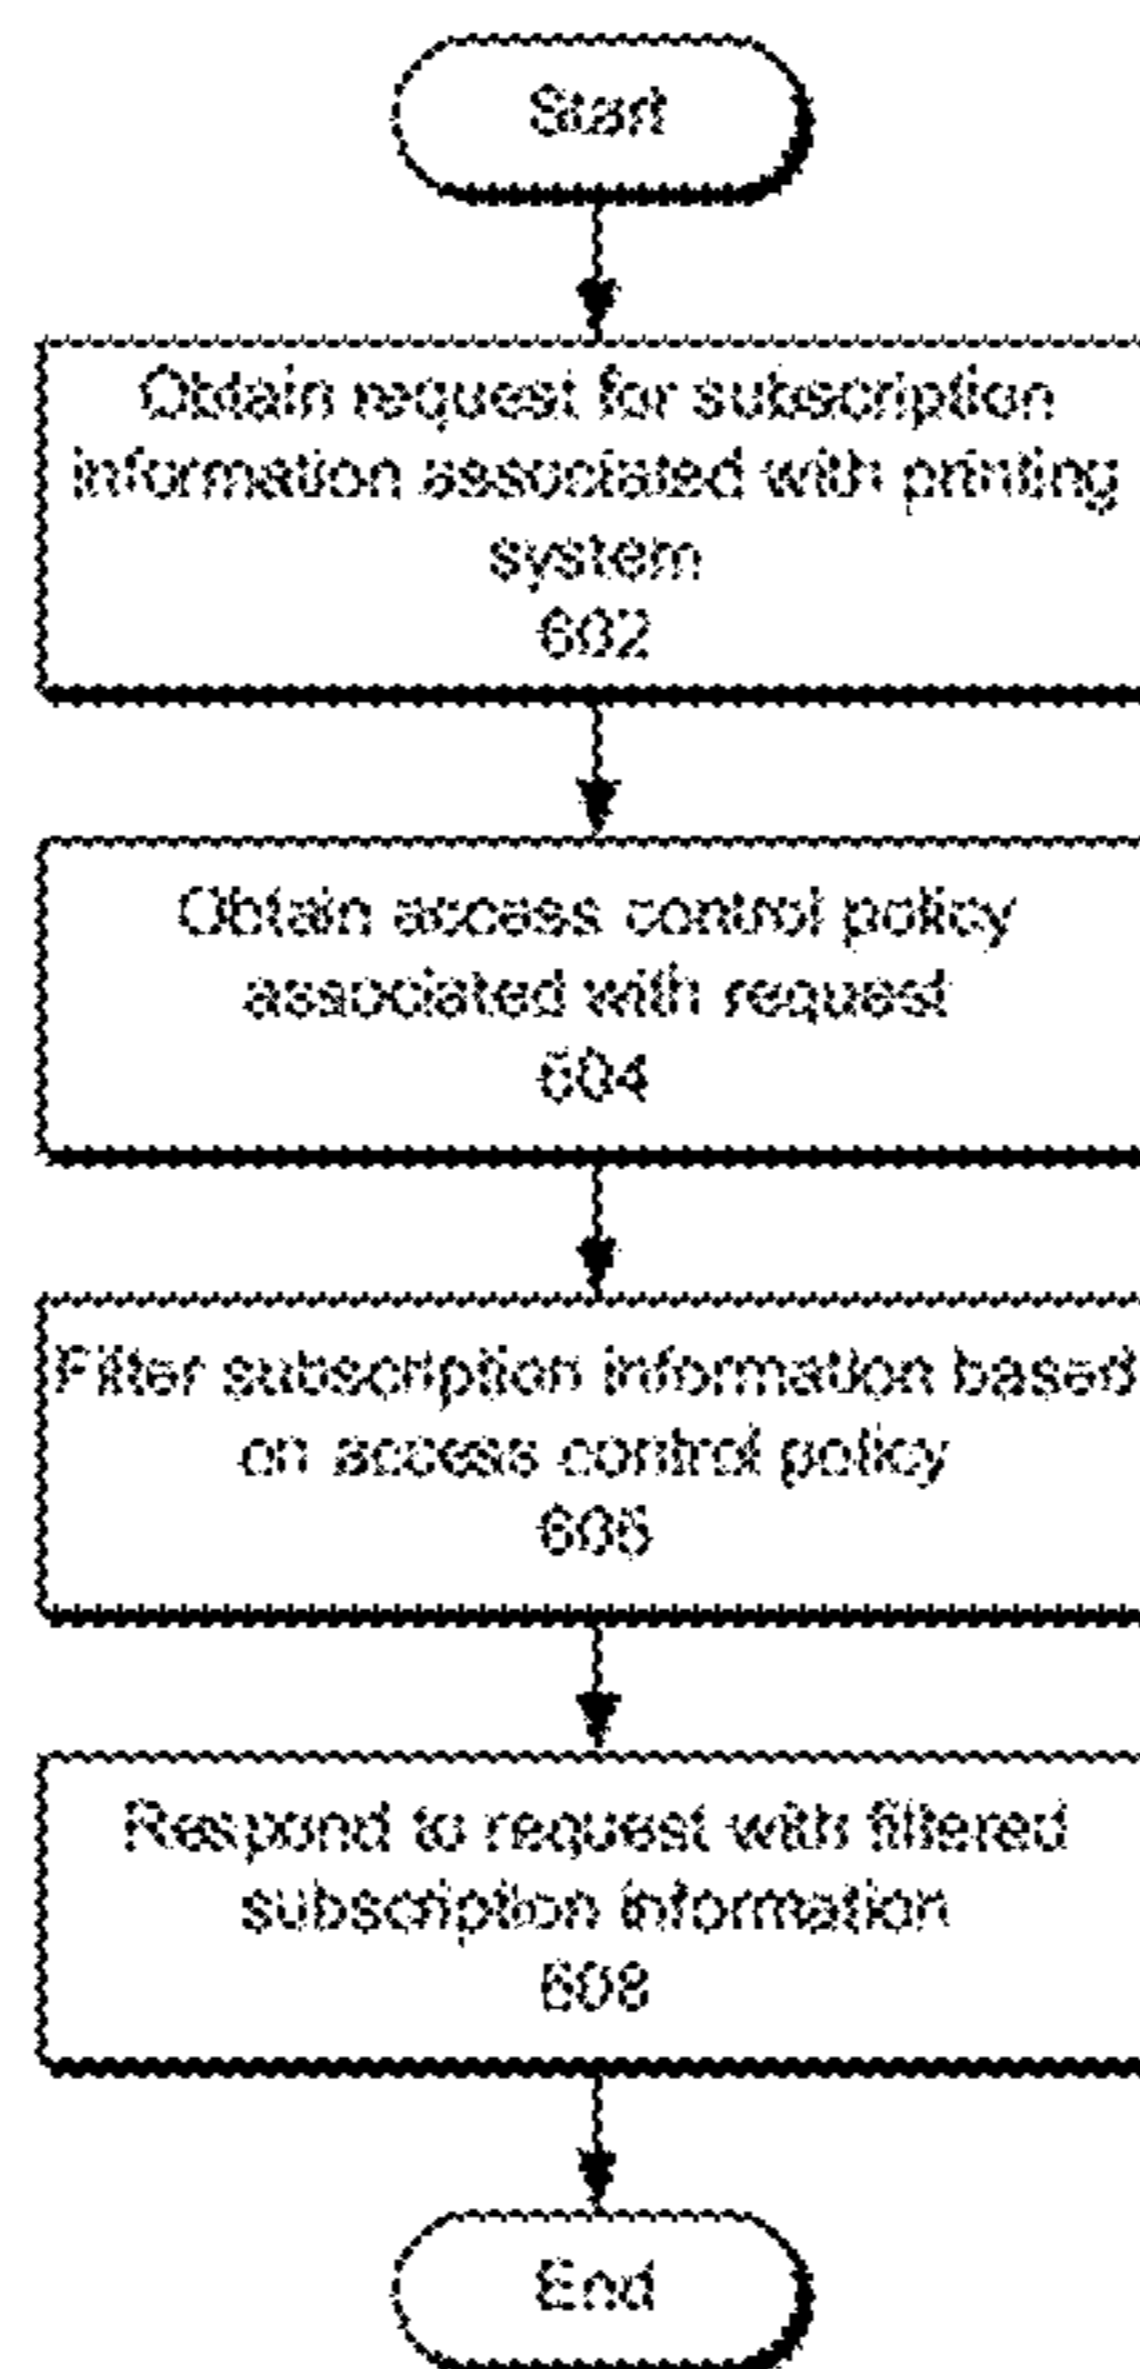 Start
Obtain request for subscription
information associated with printing
system
602
Obtain access control policy
associated with request
604
Filter subscription information based
on access control policy
606
Respond to request with filtered
subscription information
608
End